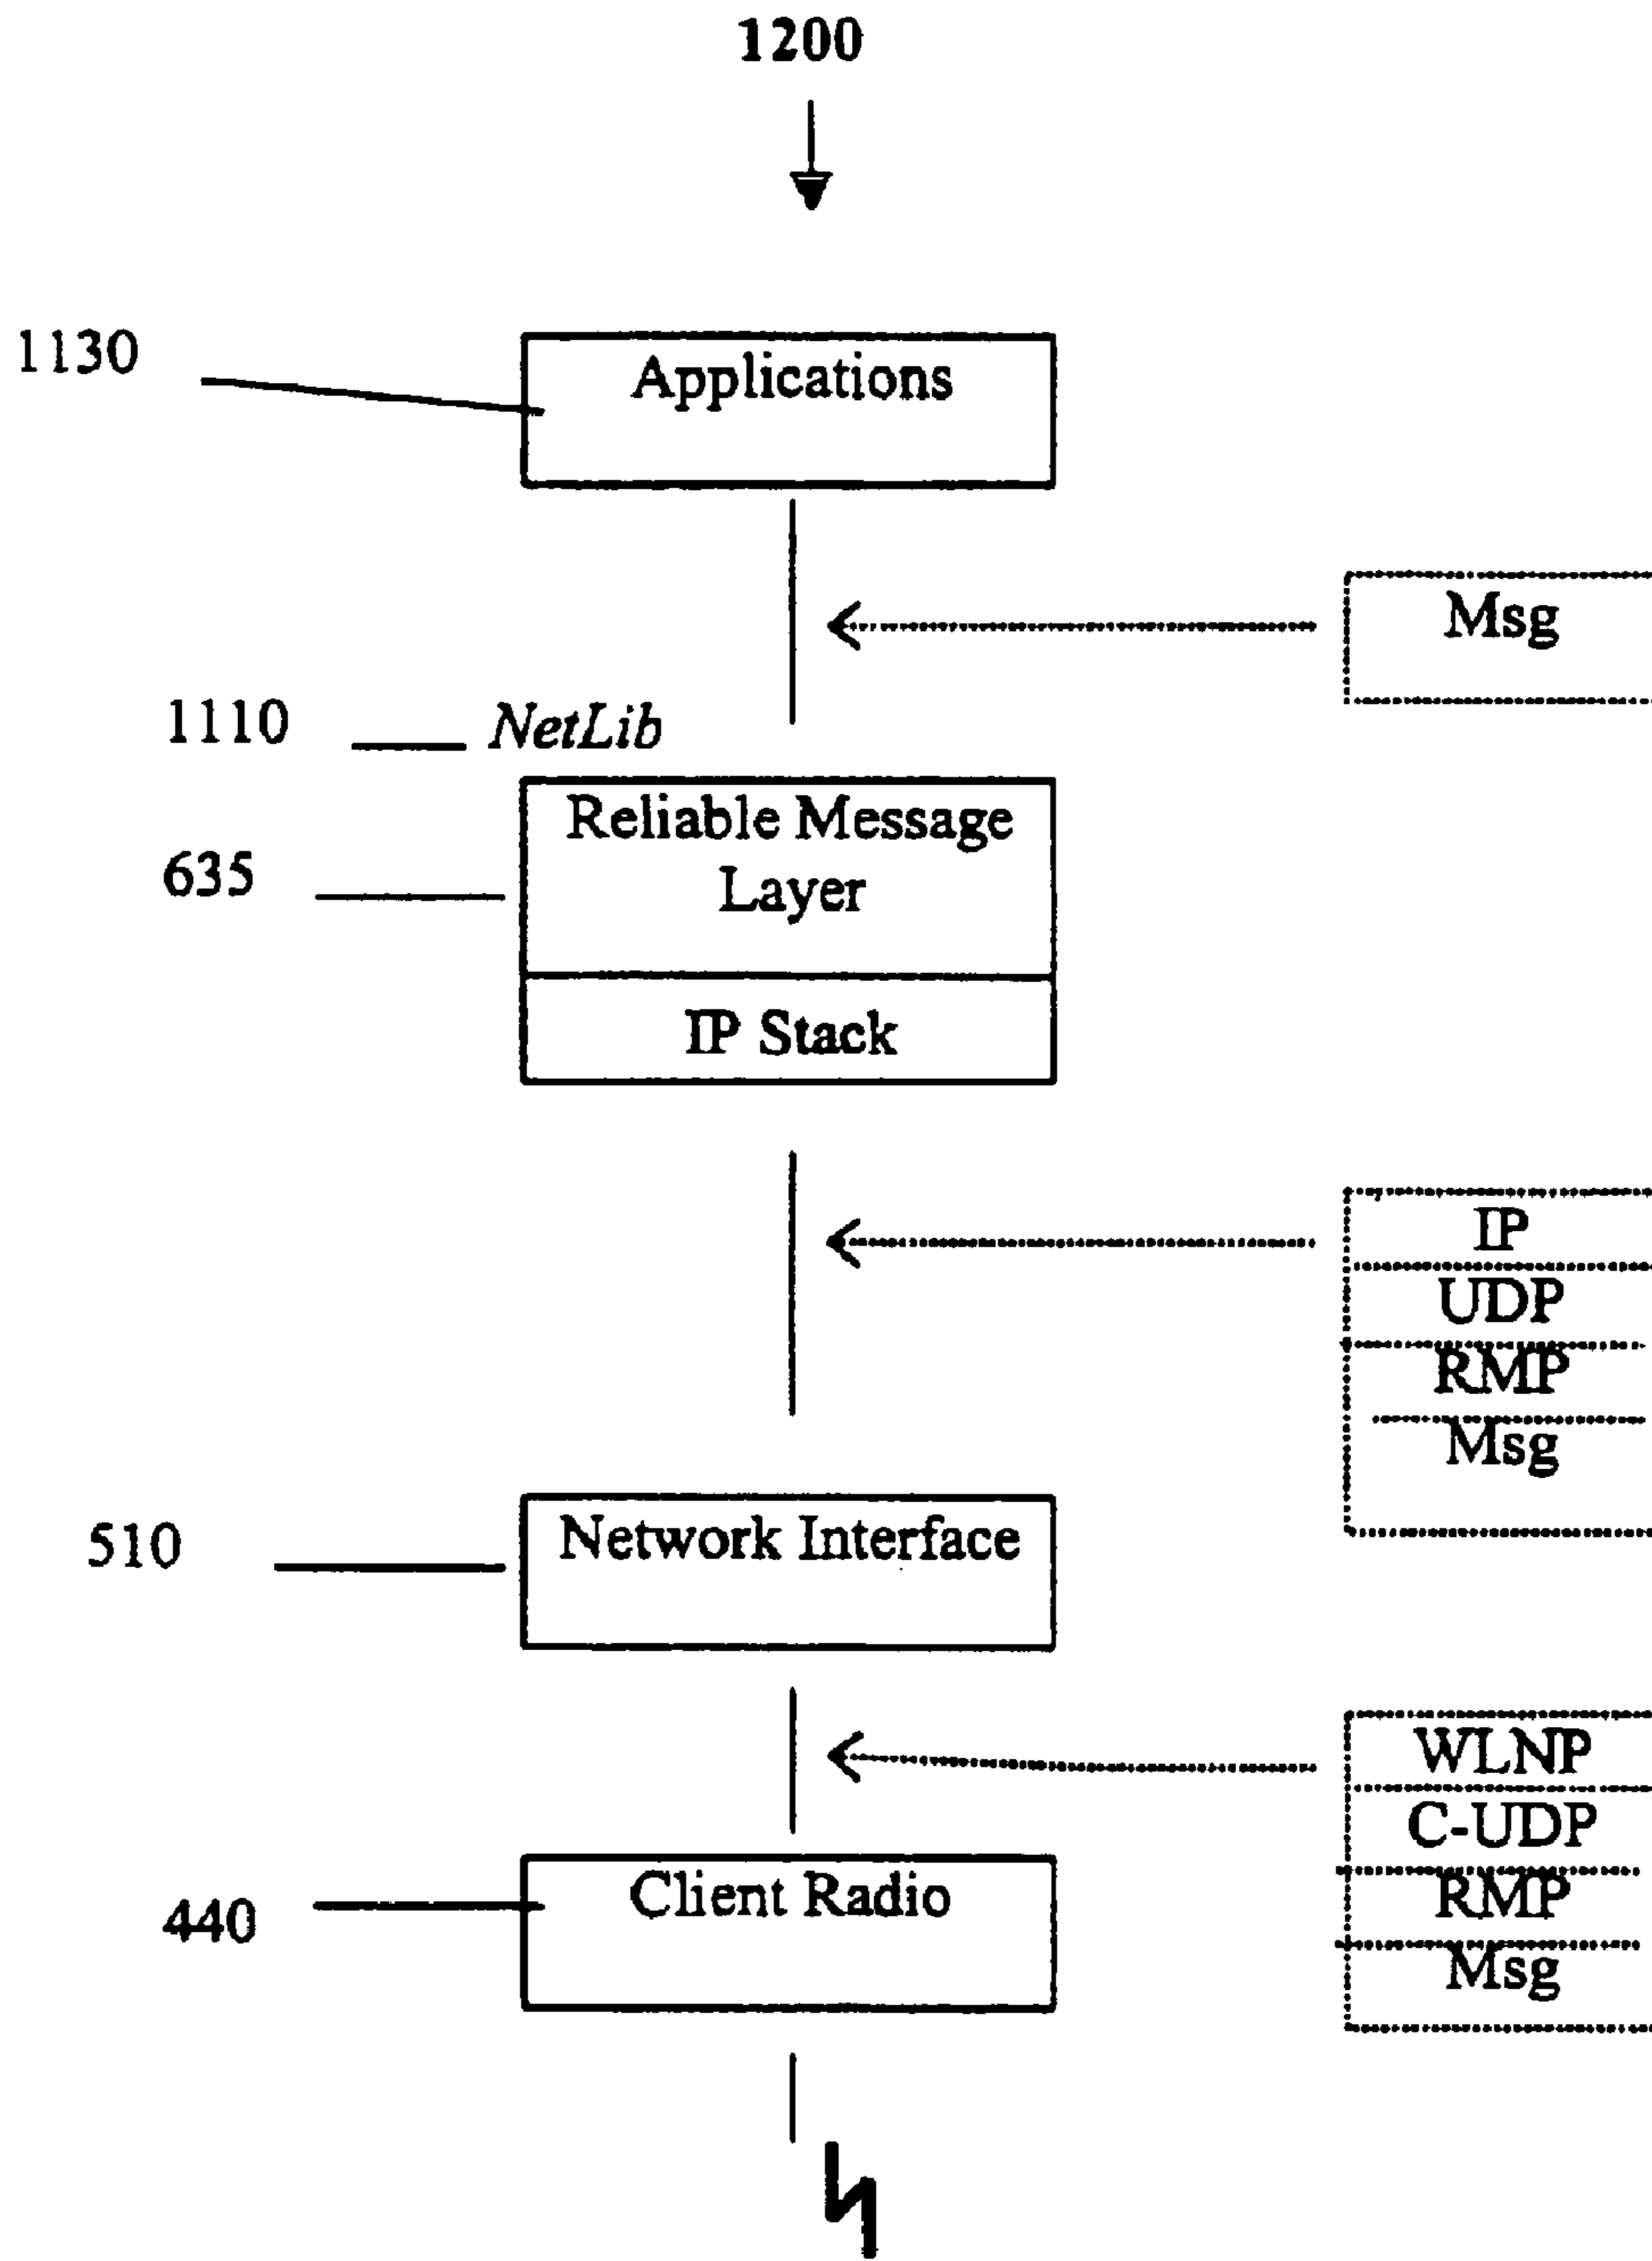 1200
1130
Applications
Msg
1110
NetLib
Reliable Message
635
Layer
IP Stack
IP
UDP
RMP
Msg
510
Network Interface
WLNP
C-UDP
440
Client Radio
RMP
Msg